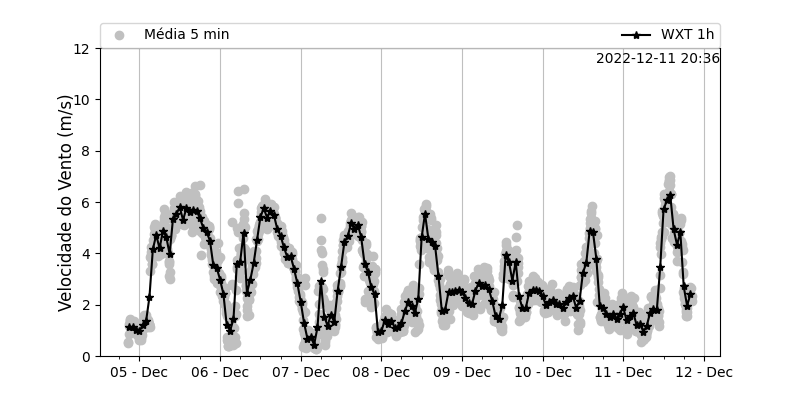 Média 5 min
WXT 1h
2022-12-11 20:36
Velocidade do Vento (m/s)
12
10
8
6
4
2
0
05 - Dec
06 - Dec
07 - Dec
08 - Dec
09 - Dec
10 - Dec
11 - Dec
12 - Dec